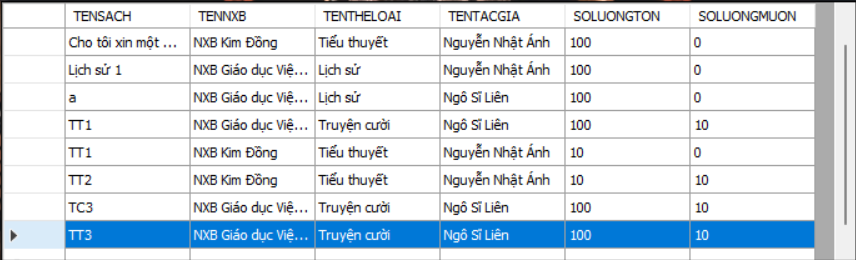 TENSACH TENNXB TENTHELOAI TENTACGIA SOLUONGTON SOLUONGMUON
Cho tôi xin một ... NXB Kim Đồng Tiểu thuyết Nguyễn Nhật Ánh 100 0
Lịch sử 1 NXB Giáo dục Việ... Lịch sử Nguyễn Nhật Ánh 100 0
a NXB Giáo dục Việ... Lịch sử Ngô Sĩ Liên 100 0
TT1 NXB Giáo dục Việ... Truyện cười Ngô Sĩ Liên 100 10
TT1 NXB Kim Đồng Tiểu thuyết Nguyễn Nhật Ánh 10 0
TT2 NXB Kim Đồng Tiểu thuyết Nguyễn Nhật Ánh 10 10
TC3 NXB Giáo dục Việ... Truyện cười Ngô Sĩ Liên 100 10
TT3 NXB Giáo dục Việ... Truyện cười Ngô Sĩ Liên 100 10